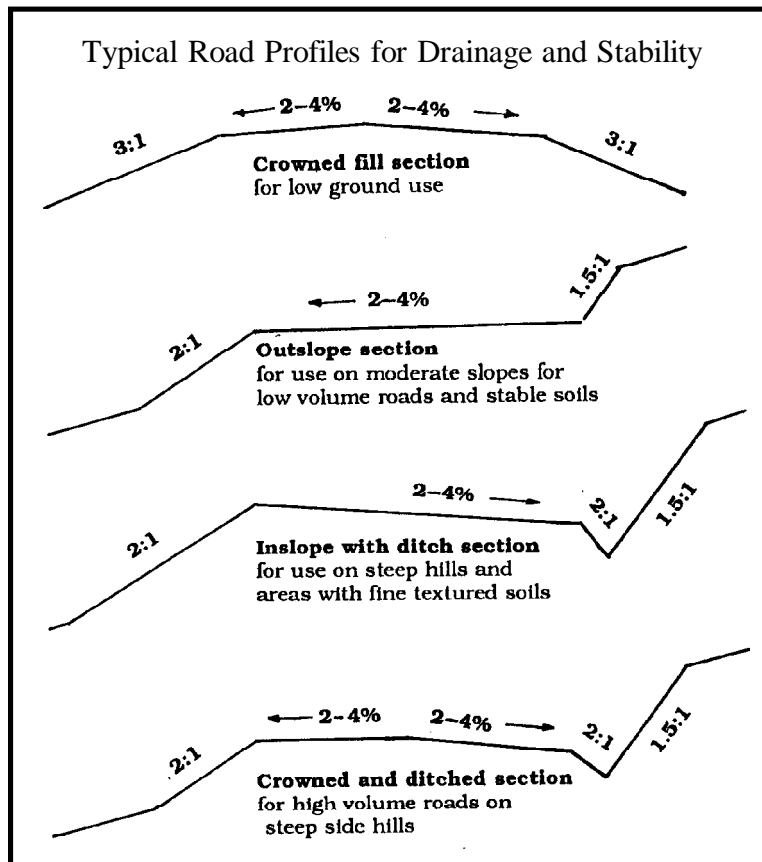 Typical Road Profiles for Drainage and Stability
2-4% 2-4%
3:1 3:1
Crowned fill section
for low ground use
1.5:1
2-4%
2:1
Outslope section
for use on moderate slopes for
low volume roads and stable soils
2-4%
2:1 2:1 1.5:1
Inslope with ditch section
for use on steep hills and
areas with fine textured soils
2-4% 2-4%
2:1 2:1 1.5:1
Crowned and ditched section
for high volume roads on
steep side hills